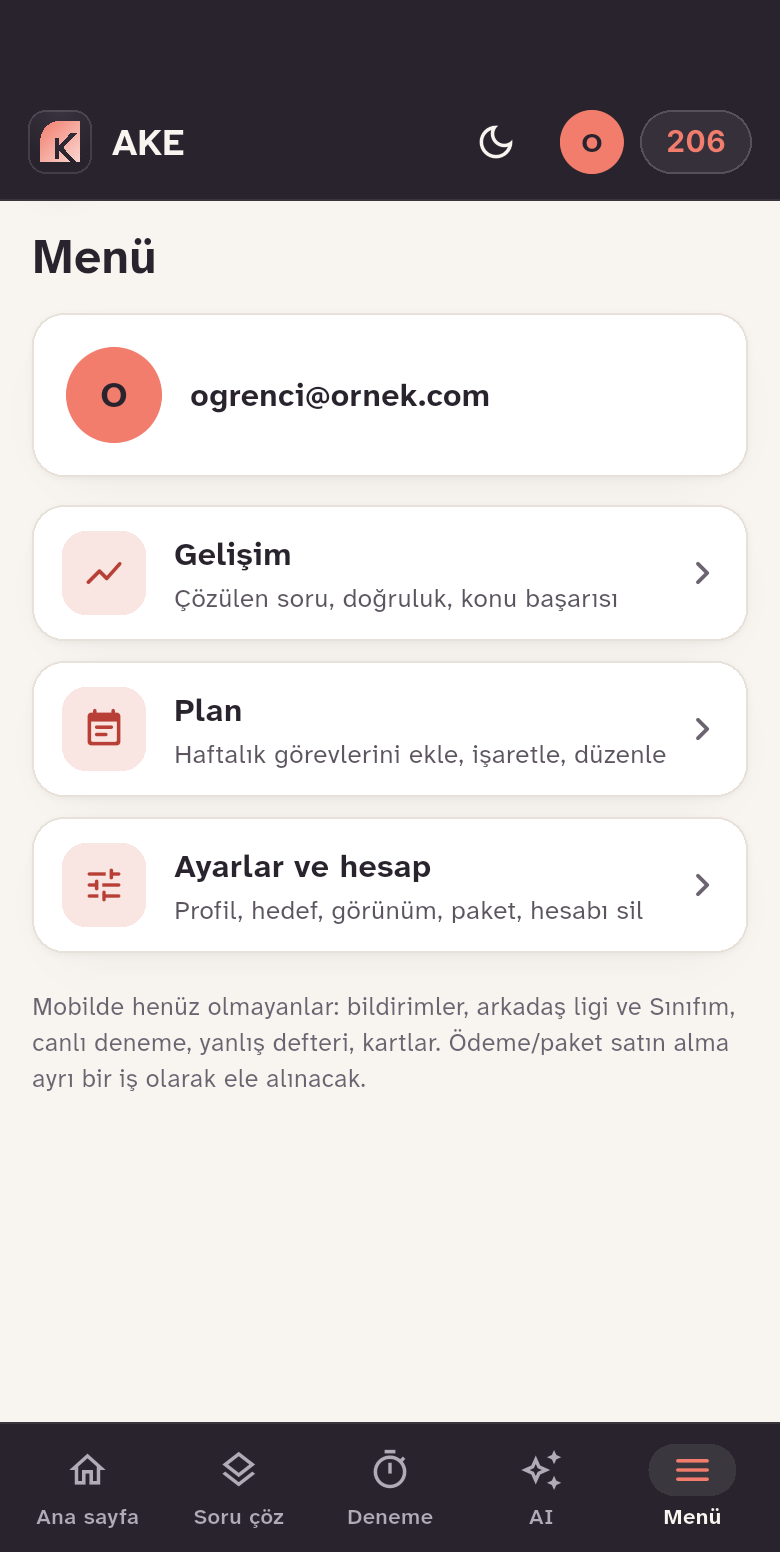 K
AKE
O
206
Menü
O
ogrenci@ornek.com
Gelişim
Çözülen soru, doğruluk, konu başarısı
Plan
Haftalık görevlerini ekle, işaretle, düzenle
Ayarlar ve hesap
Profil, hedef, görünüm, paket, hesabı sil
Mobilde henüz olmayanlar: bildirimler, arkadaş ligi ve Sınıfım,
canlı deneme, yanlış defteri, kartlar. Ödeme/paket satın alma
ayrı bir iş olarak ele alınacak.
Ana sayfa
Soru çöz
Deneme
AI
Menü